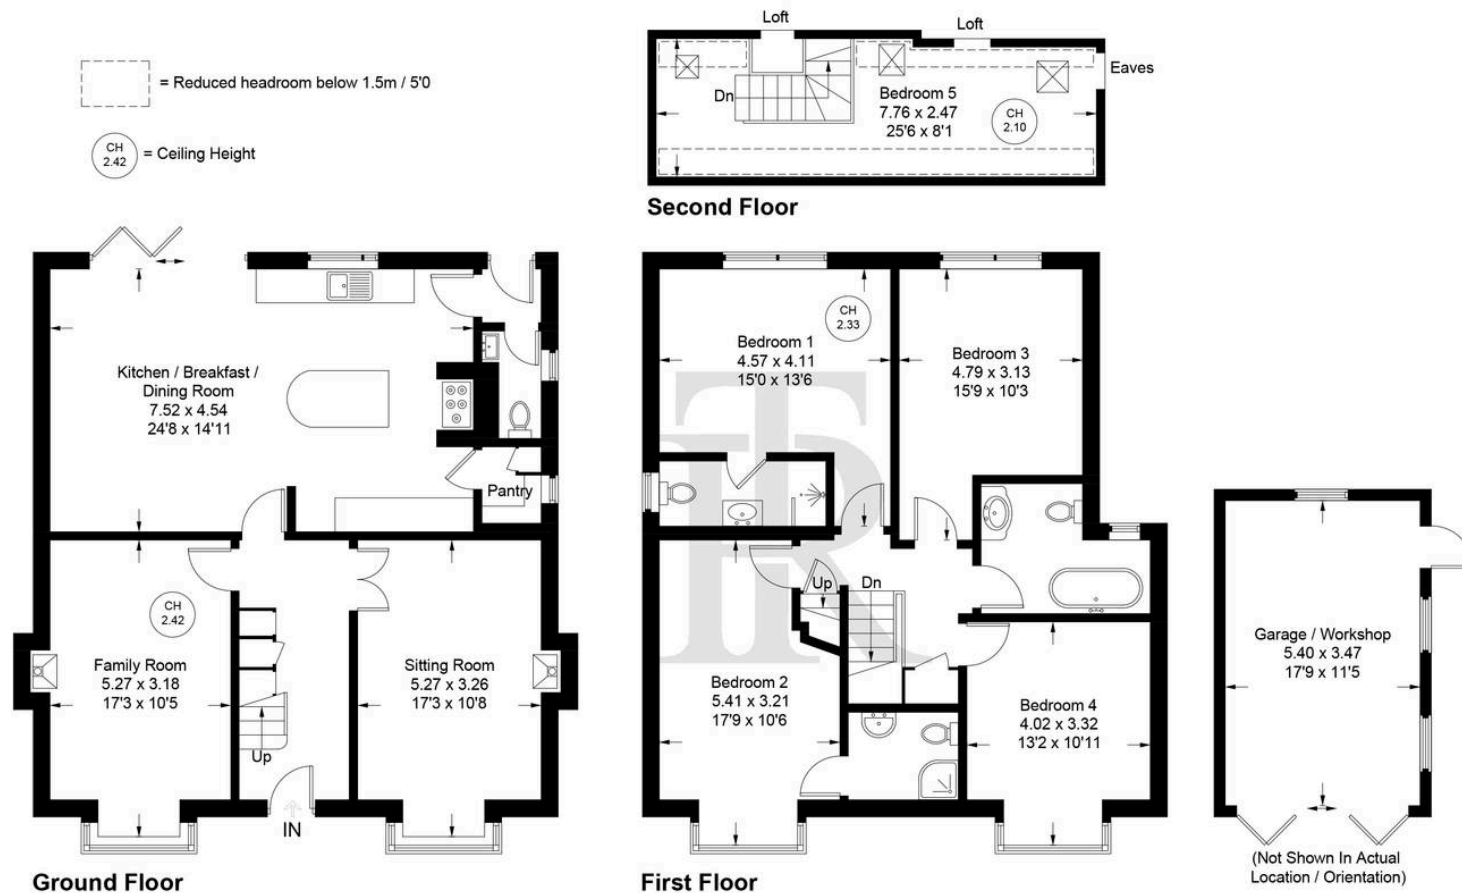 = Reduced headroom below 1.5m / 5'0
CH
2.42
= Ceiling Height
Loft
Loft
Eaves
Dn
Bedroom 5
7.76 x 2.47
25'6 x 8'1
CH
2.10
Second Floor
Kitchen / Breakfast /
Dining Room
7.52 x 4.54
24'8 x 14'11
Pantry
CH
2.42
Family Room
5.27 x 3.18
17'3 x 10'5
Sitting Room
5.27 x 3.26
17'3 x 10'8
Up
IN
Ground Floor
CH
2.33
Bedroom 1
4.57 x 4.11
15'0 x 13'6
Bedroom 3
4.79 x 3.13
15'9 x 10'3
Up
Dn
Bedroom 2
5.41 x 3.21
17'9 x 10'6
Bedroom 4
4.02 x 3.32
13'2 x 10'11
TR
First Floor
Garage / Workshop
5.40 x 3.47
17'9 x 11'5
(Not Shown In Actual
Location / Orientation)